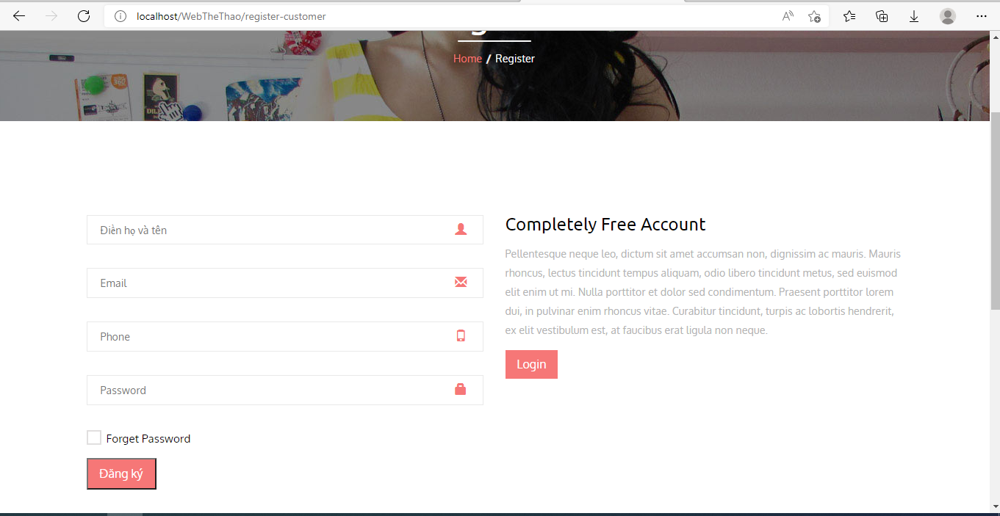 localhost/WebTheThao/register-customer
Home / Register
Điền họ và tên
Email
Phone
Password
Forget Password
Đăng ký
Completely Free Account
Pellentesque neque leo, dictum sit amet accumsan non, dignissim ac mauris. Mauris
rhoncus, lectus tincidunt tempus aliquam, odio libero tincidunt metus, sed euismod
elit enim ut mi. Nulla porttitor et dolor sed condimentum. Praesent porttitor lorem
dui, in pulvinar enim rhoncus vitae. Curabitur tincidunt, turpis ac lobortis hendrerit,
ex elit vestibulum est, at faucibus erat ligula non neque.
Login